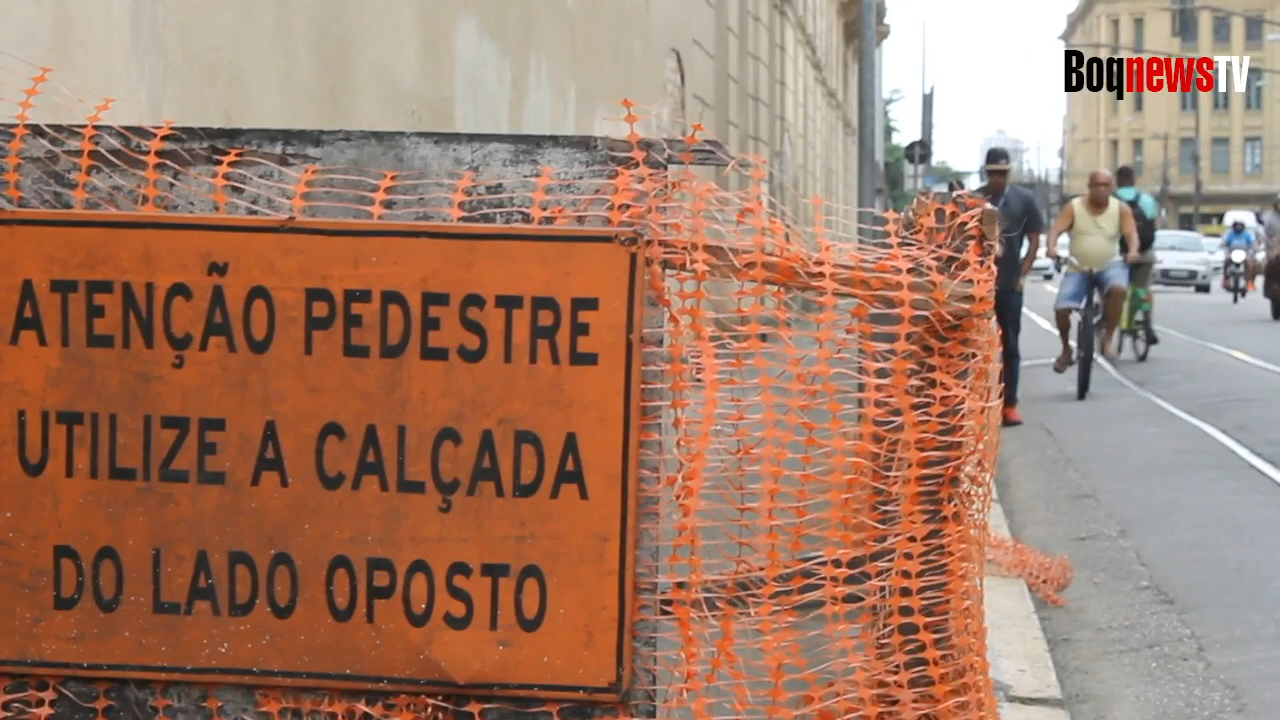 BoqnewsTV
ATENÇÃO PEDESTRE
UTILIZE A CALÇADA
DO LADO OPOSTO